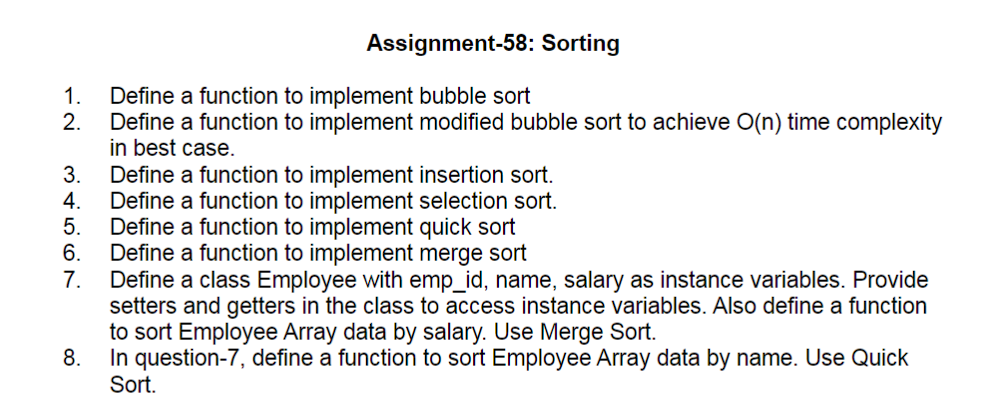 Assignment-58: Sorting
1. Define a function to implement bubble sort
2. Define a function to implement modified bubble sort to achieve O(n) time complexity
in best case.
3. Define a function to implement insertion sort.
4. Define a function to implement selection sort.
5. Define a function to implement quick sort
6. Define a function to implement merge sort
7. Define a class Employee with emp_id, name, salary as instance variables. Provide
setters and getters in the class to access instance variables. Also define a function
to sort Employee Array data by salary. Use Merge Sort.
8. In question-7, define a function to sort Employee Array data by name. Use Quick
Sort.